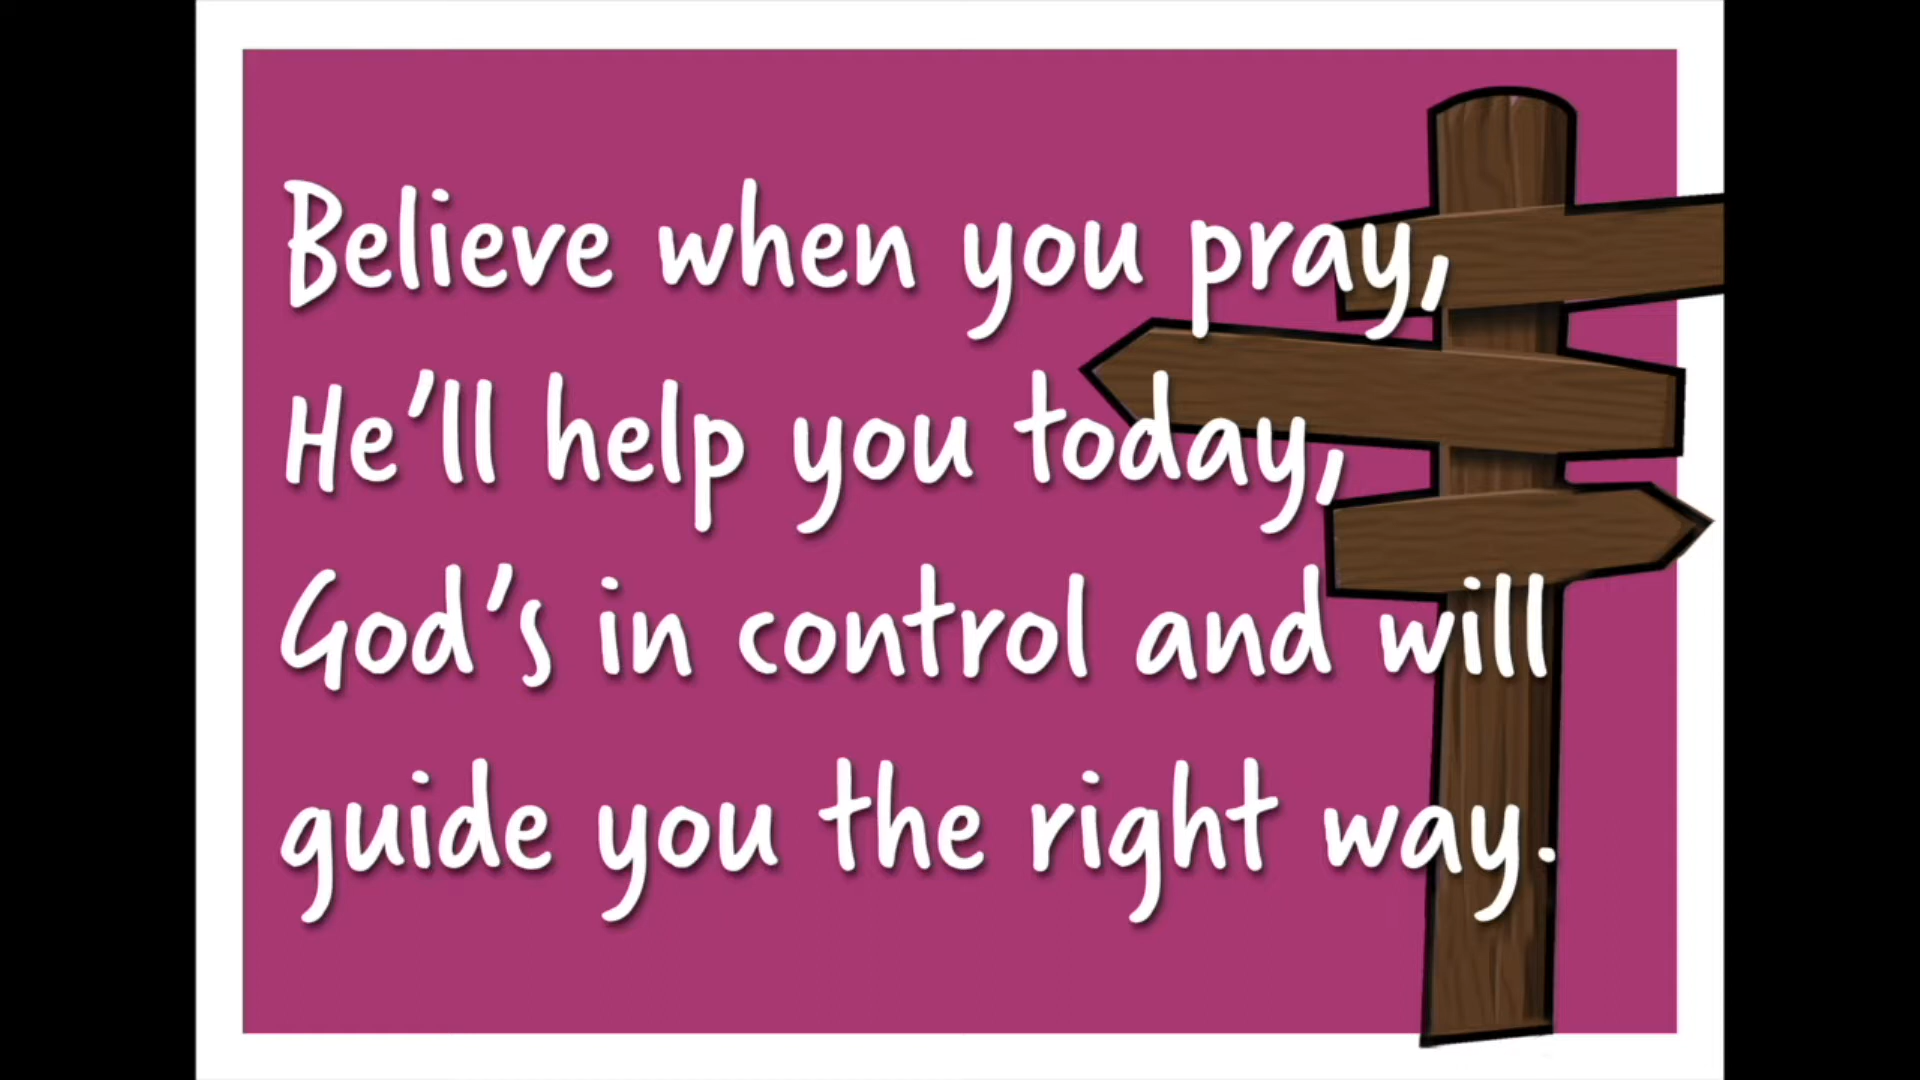 Believe when you pray,
He’ll help you today,
God’s in control and will
guide you the right way.